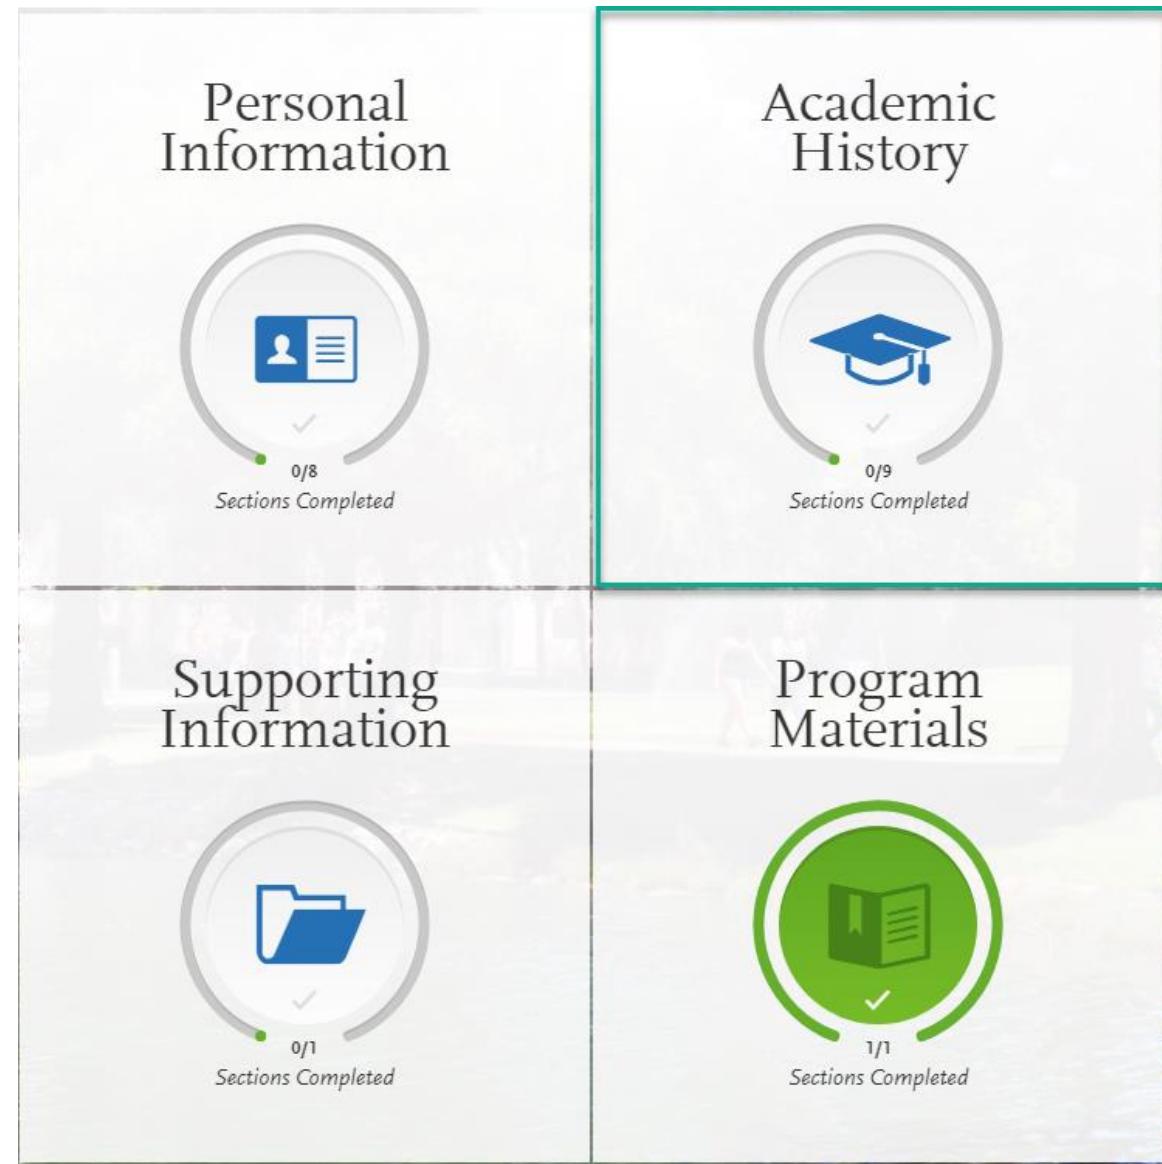 Personal
Information
0/8
Sections Completed
Academic
History
0/9
Sections Completed
Supporting
Information
0/1
Sections Completed
Program
Materials
1/1
Sections Completed